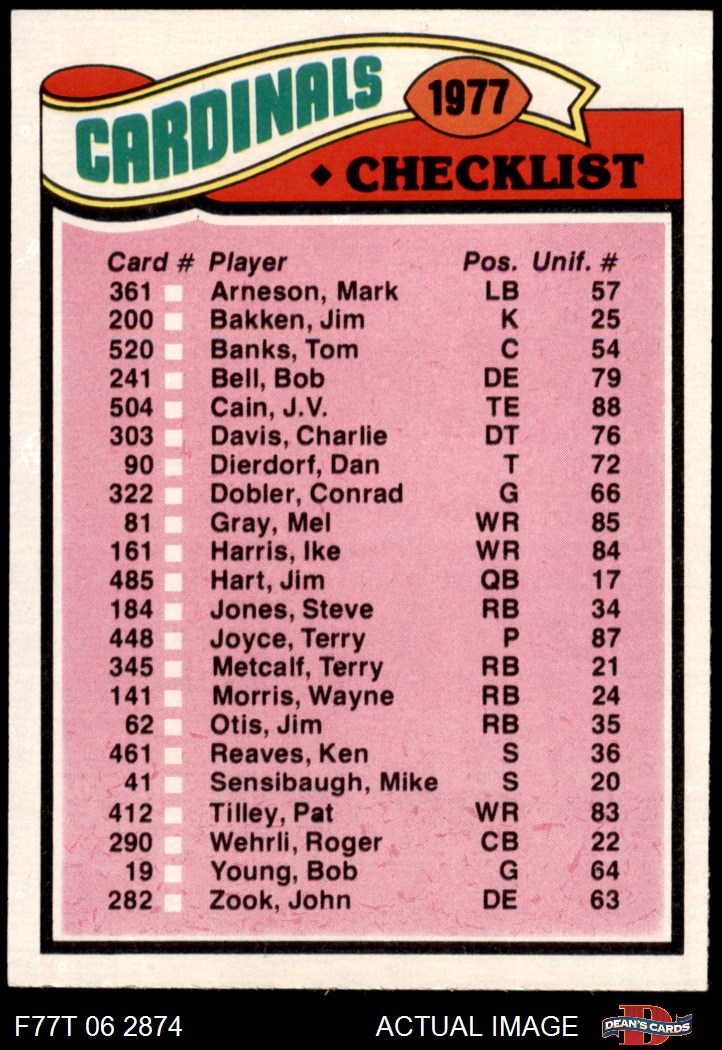 CARDINALS 1977
◆ CHECKLIST
Card # Player Pos. Unif. #
361 Arneson, Mark LB 57
200 Bakken, Jim K 25
520 Banks, Tom C 54
241 Bell, Bob DE 79
504 Cain, J.V. TE 88
303 Davis, Charlie DT 76
90 Dierdorf, Dan T 72
322 Dobler, Conrad G 66
81 Gray, Mel WR 85
161 Harris, Ike WR 84
485 Hart, Jim QB 17
184 Jones, Steve RB 34
448 Joyce, Terry P 87
345 Metcalf, Terry RB 21
141 Morris, Wayne RB 24
62 Otis, Jim RB 35
461 Reaves, Ken S 36
41 Sensibaugh, Mike S 20
412 Tilley, Pat WR 83
290 Wehrli, Roger CB 22
19 Young, Bob G 64
282 Zook, John DE 63
F77T 06 2874 ACTUAL IMAGE D DEAN'S CARDS